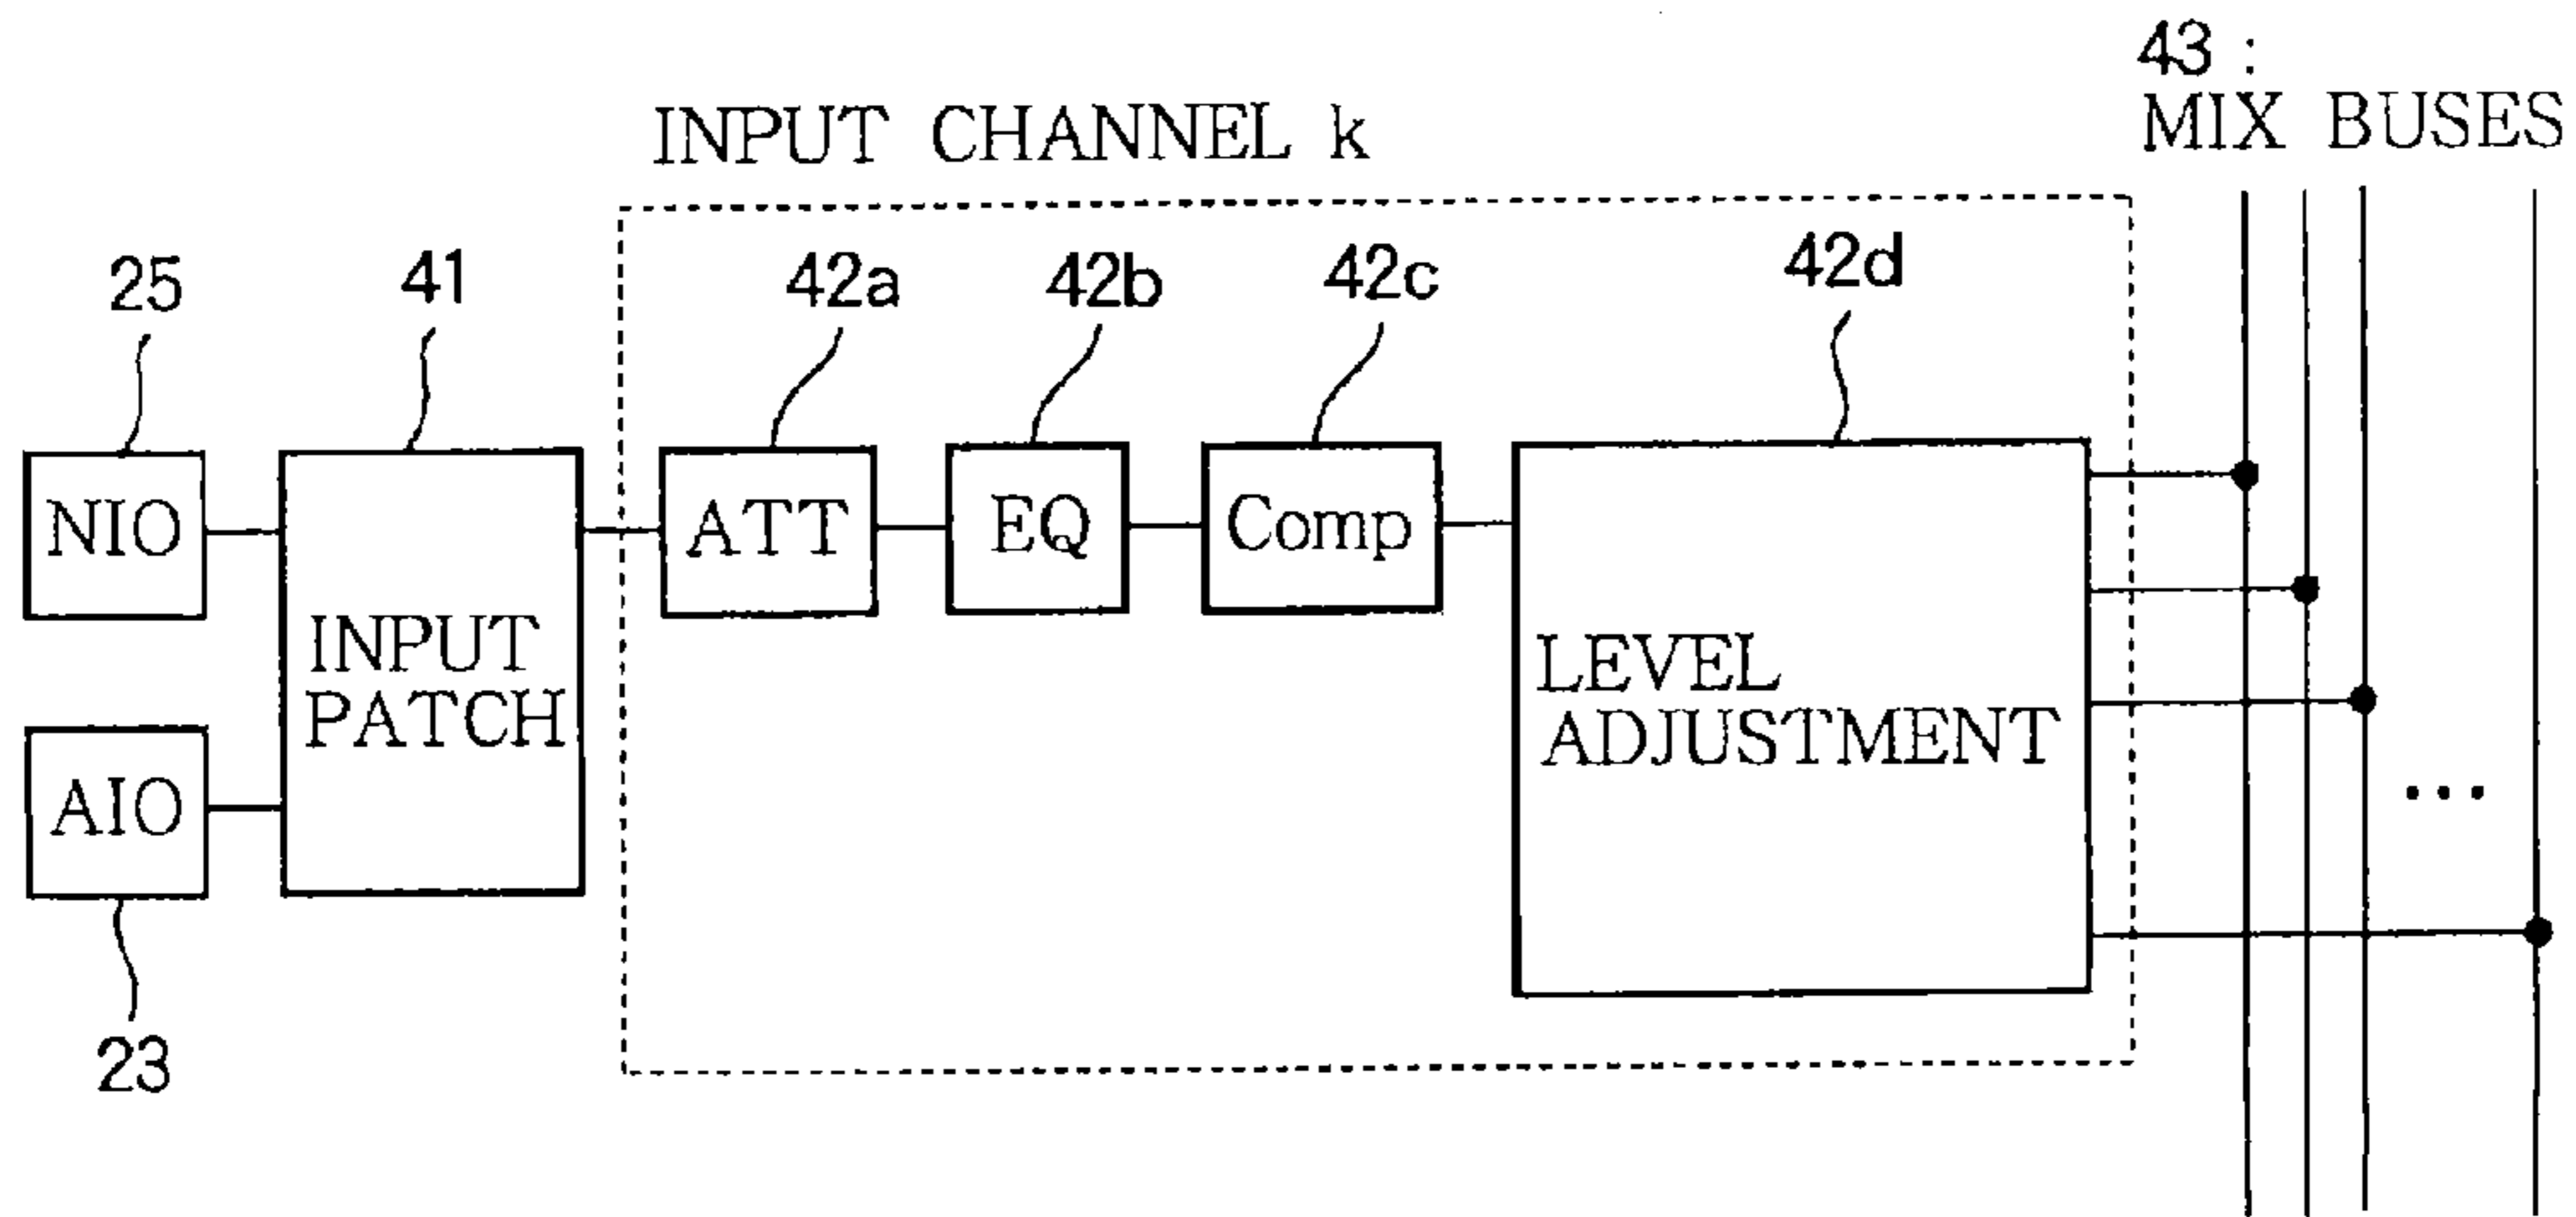 43 :
MIX BUSES
INPUT CHANNEL k
25
41
42a
42b
42c
42d
NIO
ATT
EQ
Comp
INPUT
PATCH
LEVEL
ADJUSTMENT
AIO
...
23